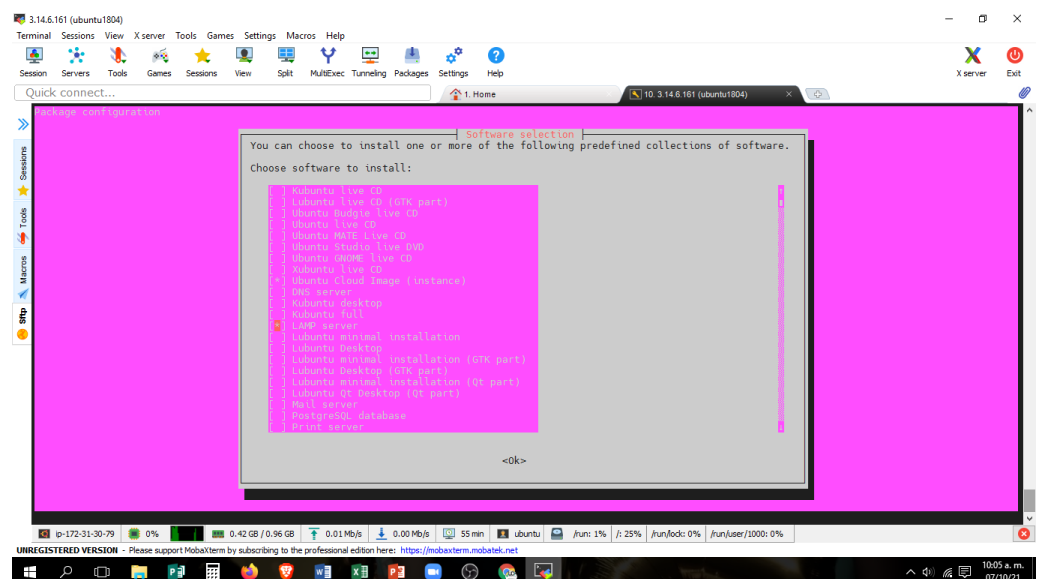 3.14.6.161 (ubuntu1804)
Terminal Sessions View X server Tools Games Settings Macros Help
Session Servers Tools Games Sessions View Split MultiExec Tunneling Packages Settings Help X server Exit
Quick connect... 1. Home 10. 3.14.6.161 (ubuntu1804)
Package configuration
Software selection
You can choose to install one or more of the following predefined collections of software.
Choose software to install:
[ ] Kubuntu live CD
[ ] Lubuntu live CD (GTK part)
[ ] Ubuntu Budgie live CD
[ ] Ubuntu live CD
[ ] Ubuntu MATE Live CD
[ ] Ubuntu Studio live DVD
[ ] Ubuntu GNOME live CD
[ ] Xubuntu live CD
[*] Ubuntu Cloud Image (instance)
[ ] DNS server
[ ] Kubuntu desktop
[ ] Kubuntu full
[*] LAMP server
[ ] Lubuntu minimal installation
[ ] Lubuntu Desktop
[ ] Lubuntu minimal installation (GTK part)
[ ] Lubuntu Desktop (GTK part)
[ ] Lubuntu minimal installation (Qt part)
[ ] Lubuntu Qt Desktop (Qt part)
[ ] Mail server
[ ] PostgreSQL database
[ ] Print server
<Ok>
Sessions
Tools
Macros
Sftp
ip-172-31-30-79 0% 0.42 GB / 0.96 GB 0.01 Mb/s 0.00 Mb/s 55 min ubuntu /run: 1% /: 25% /run/lock: 0% /run/user/1000: 0%
UNREGISTERED VERSION - Please support MobaXterm by subscribing to the professional edition here: https://mobaxterm.mobatek.net
10:05 a. m.
07/10/21